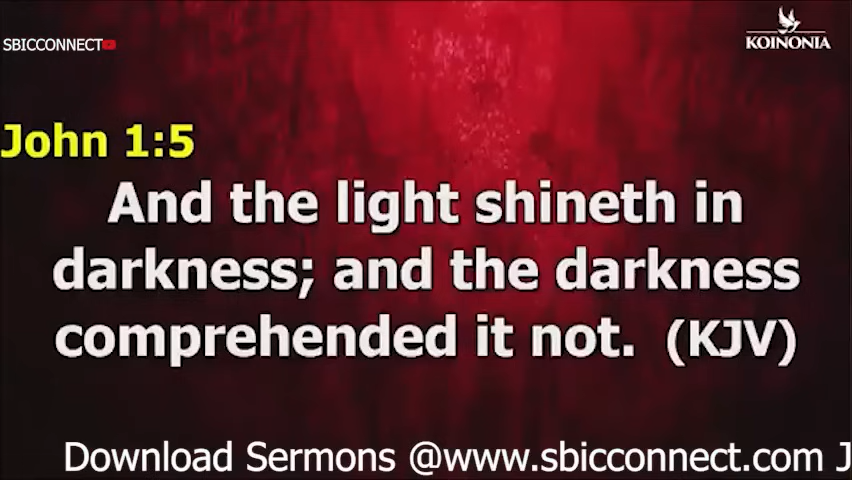 SBICCONNECT
KOINONIA
John 1:5
And the light shineth in
darkness; and the darkness
comprehended it not. (KJV)
Download Sermons @www.sbicconnect.com J